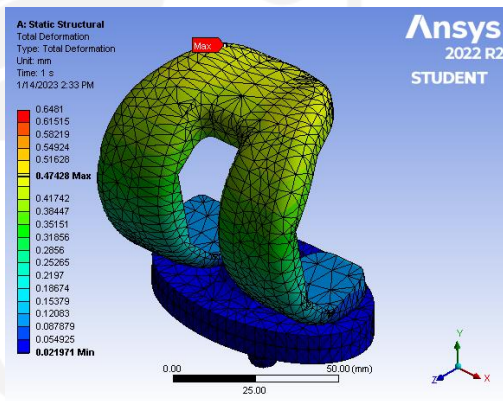 A: Static Structural
Total Deformation
Type: Total Deformation
Unit: mm
Time: 1 s
1/14/2023 2:33 PM
Ansys
2022 R2
STUDENT
Max
0.6481
0.61515
0.58219
0.54924
0.51628
0.47428 Max
0.41742
0.38447
0.35151
0.31856
0.2856
0.25265
0.2197
0.18674
0.15379
0.12083
0.087879
0.054925
0.021971 Min
0.00
50.00 (mm)
25.00
Y
Z
X